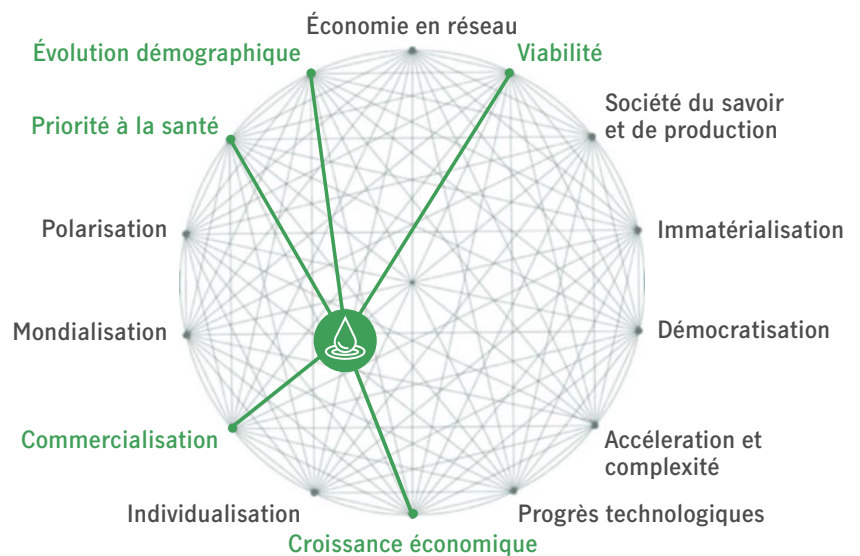 Économie en réseau
Évolution démographique
Viabilité
Priorité à la santé
Société du savoir
et de production
Polarisation
Immatérialisation
Mondialisation
Démocratisation
Commercialisation
Accéleration et
complexité
Individualisation
Progrès technologiques
Croissance économique